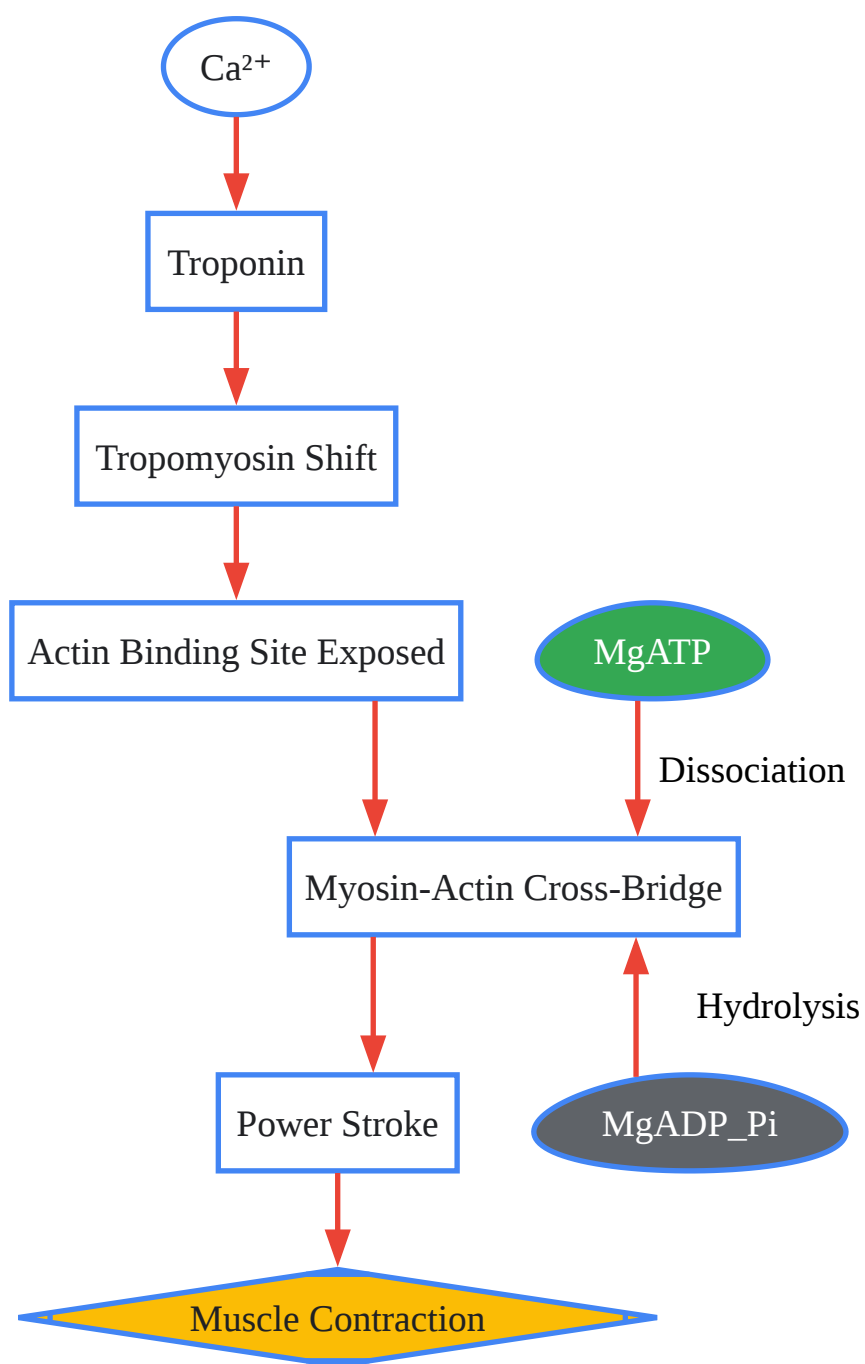 Ca²⁺
Troponin
Tropomyosin Shift
Actin Binding Site Exposed
MgATP
Dissociation
Myosin-Actin Cross-Bridge
Hydrolysis
Power Stroke
MgADP_Pi
Muscle Contraction